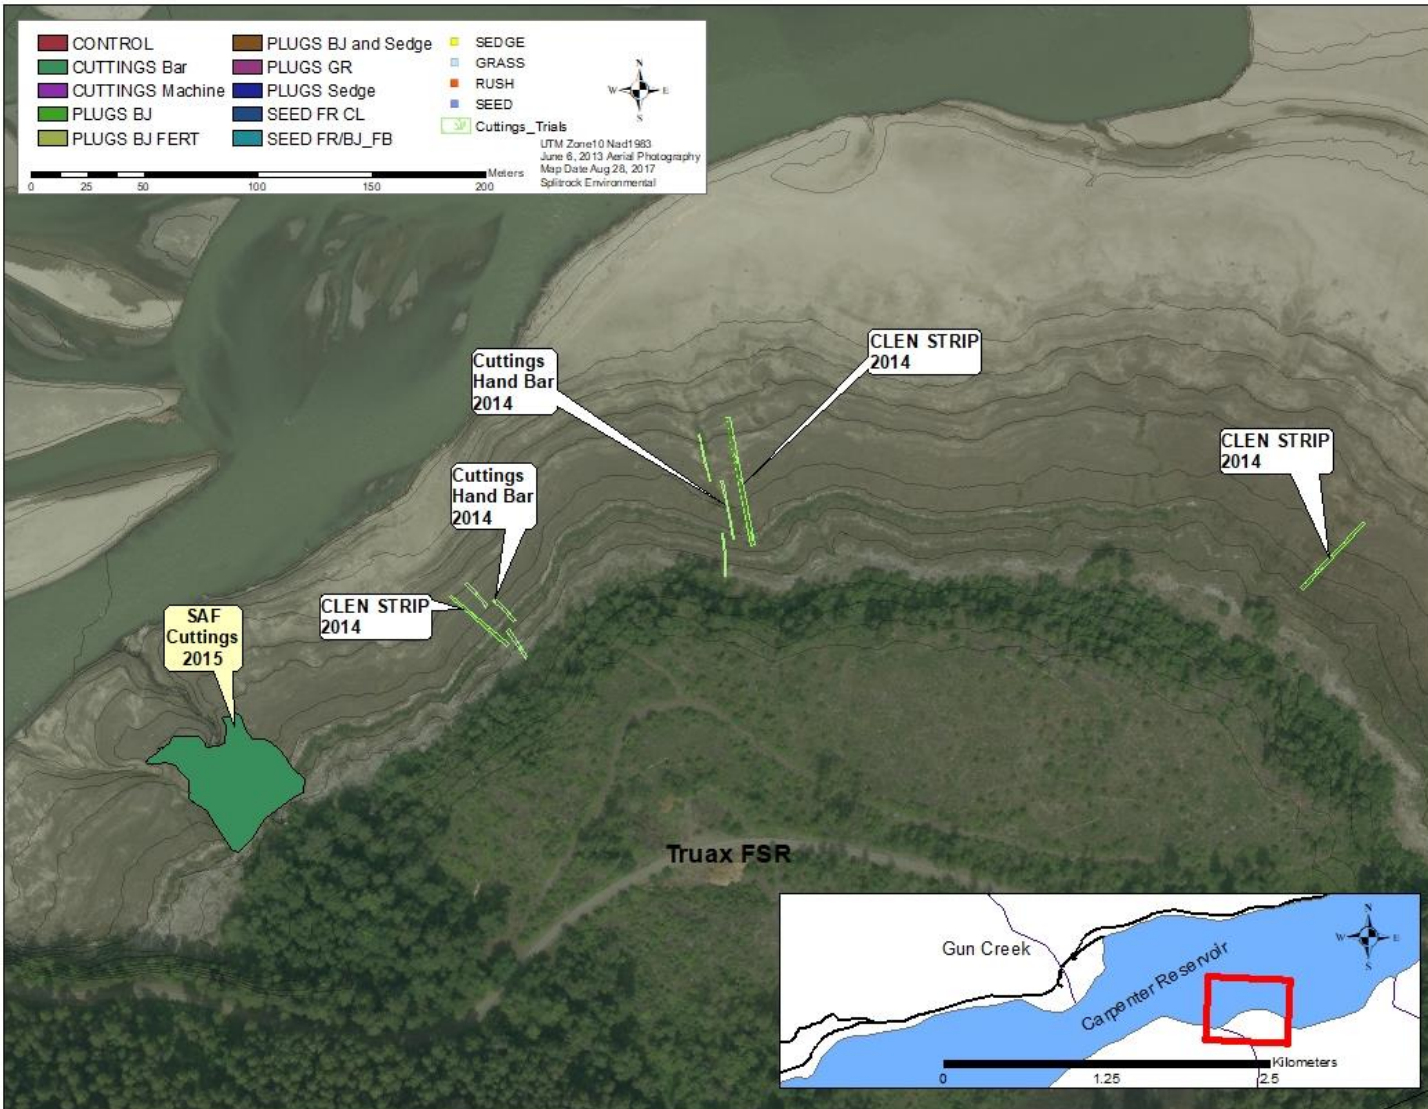 CONTROL
CUTTINGS Bar
CUTTINGS Machine
PLUGS BJ
PLUGS BJ FERT
PLUGS BJ and Sedge
PLUGS GR
PLUGS Sedge
SEED FR CL
SEED FR/BJ_FB
SEDGE
GRASS
RUSH
SEED
Cuttings_Trials
N
W E
S
UTM Zone10 Nad1983
June 6, 2013 Aerial Photography
Map Date Aug 28, 2017
Splitrock Environmental
Meters
0 25 50 100 150 200
CLEN STRIP
2014
Cuttings
Hand Bar
2014
CLEN STRIP
2014
Cuttings
Hand Bar
2014
CLEN STRIP
2014
SAF
Cuttings
2015
Truax FSR
Gun Creek
Carpenter Reservoir
N
W E
S
Kilometers
0 1.25 2.5